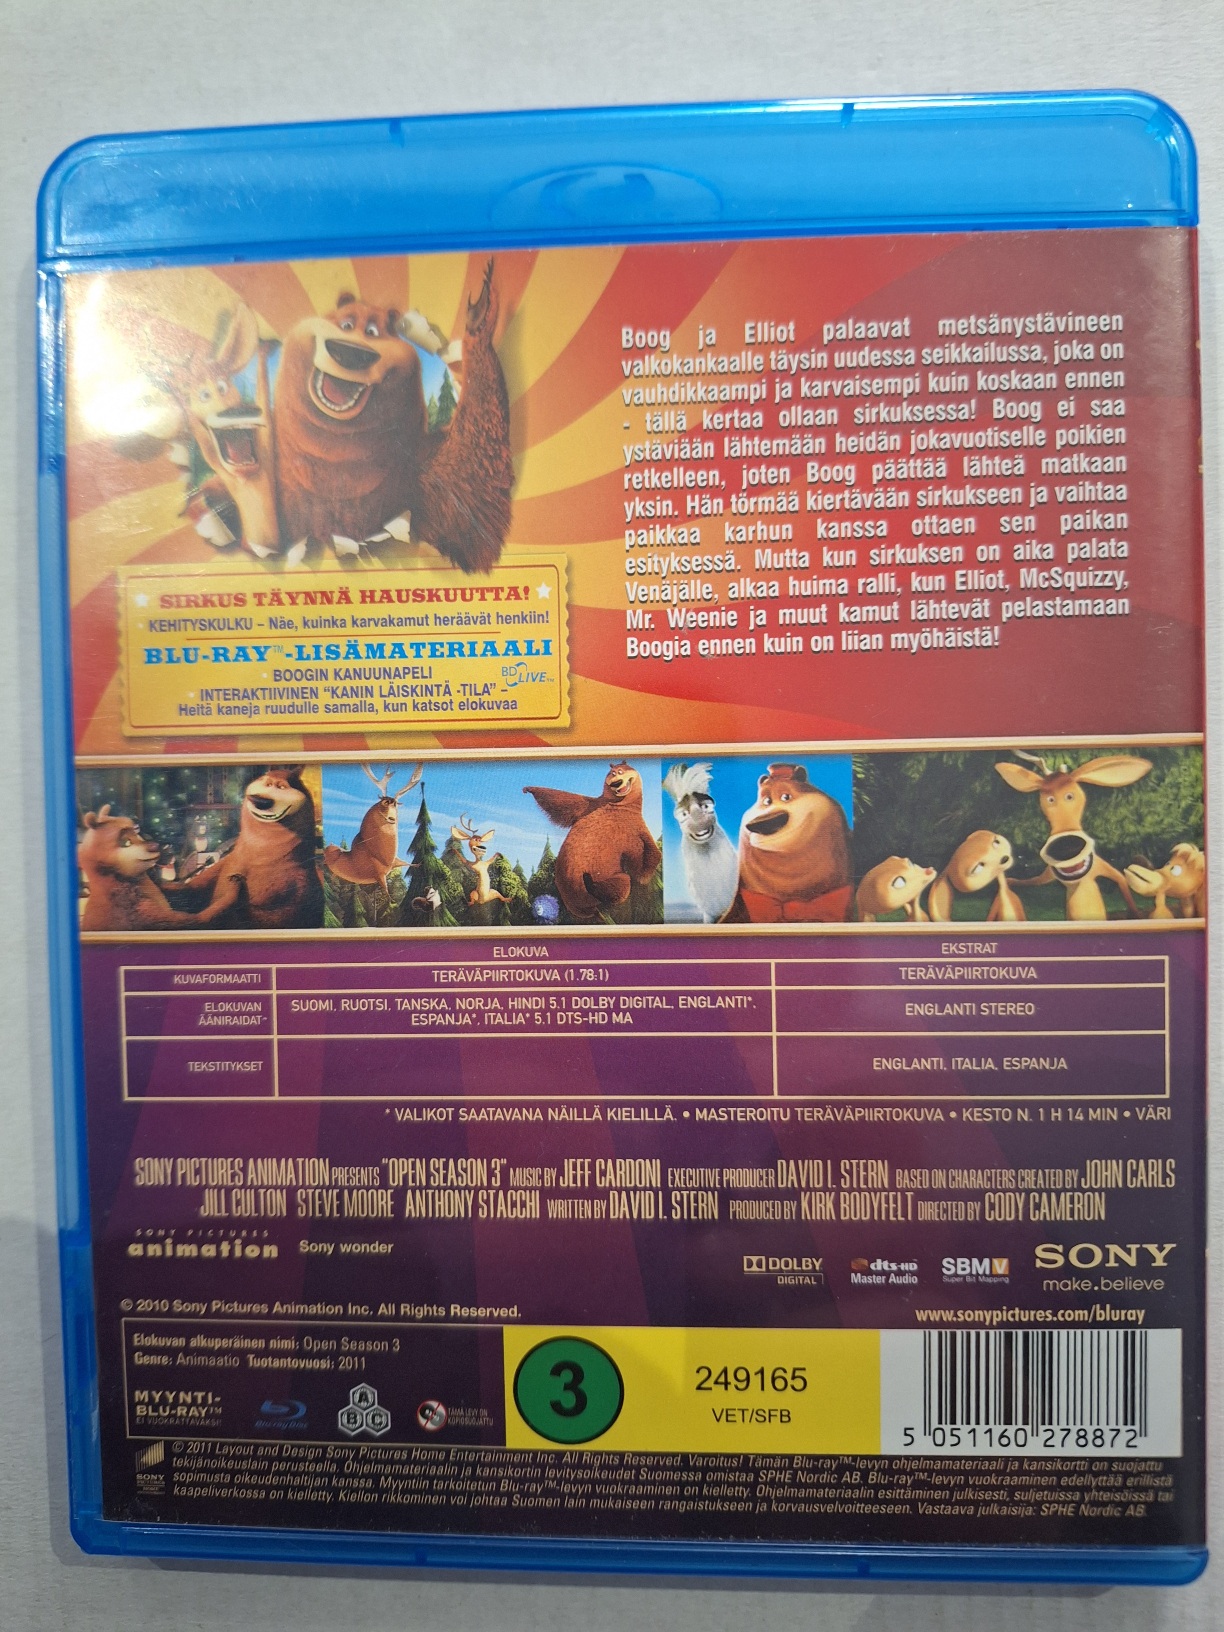 Boog ja Elliot palaavat metsänystävineen
valkokankaalle täysin uudessa seikkailussa, joka on
vauhdikkaampi ja karvaisempi kuin koskaan ennen
- tällä kertaa ollaan sirkuksessa! Boog ei saa
ystäviään lähtemään heidän jokavuotiselle poikien
retkelleen, joten Boog päättää lähteä matkaan
yksin. Hän törmää kiertävään sirkukseen ja vaihtaa
paikkaa karhun kanssa ottaen sen paikan
esityksessä. Mutta kun sirkuksen on aika palata
Venäjälle, alkaa huima ralli, kun Elliot, McSquizzy,
Mr. Weenie ja muut kamut lähtevät pelastamaan
Boogia ennen kuin on liian myöhäistä!
SIRKUS TÄYNNÄ HAUSKUUTTA!
KEHITYSKULKU – Näe, kuinka karvakamut heräävät henkiin!
BLU-RAY™-LISÄMATERIAALI
BOOGIN KANUUNAPELI
BD LIVE™
INTERAKTIIVINEN "KANIN LÄISKINTÄ -TILA" –
Heitä kaneja ruudulle samalla, kun katsot elokuvaa
ELOKUVA EKSTRAT
KUVAFORMAATTI TERÄVÄPIIRTOKUVA (1.78:1) TERÄVÄPIIRTOKUVA
ELOKUVAN ÄÄNIRAIDAT* SUOMI, RUOTSI, TANSKA, NORJA, HINDI 5.1 DOLBY DIGITAL, ENGLANTI*,
ESPANJA*, ITALIA* 5.1 DTS-HD MA ENGLANTI STEREO
TEKSTITYKSET ENGLANTI, ITALIA, ESPANJA
* VALIKOT SAATAVANA NÄILLÄ KIELILLÄ. • MASTEROITU TERÄVÄPIIRTOKUVA • KESTO N. 1 H 14 MIN • VÄRI
SONY PICTURES ANIMATION PRESENTS "OPEN SEASON 3" MUSIC BY JEFF CARDONI EXECUTIVE PRODUCER DAVID I. STERN BASED ON CHARACTERS CREATED BY JOHN CARLS
JILL CULTON STEVE MOORE ANTHONY STACCHI WRITTEN BY DAVID I. STERN PRODUCED BY KIRK BODYFELT DIRECTED BY CODY CAMERON
SONY PICTURES
animation
Sony wonder
DOLBY
DIGITAL
dts-HD
Master Audio
SBMV
Super Bit Mapping
SONY
make.believe
© 2010 Sony Pictures Animation Inc. All Rights Reserved.
www.sonypictures.com/bluray
Elokuvan alkuperäinen nimi: Open Season 3
Genre: Animaatio Tuotantovuosi: 2011
MYYNTI-
BLU-RAY™
EI VUOKRATTAVAKSI!
Blu-ray Disc
A
B C
TÄMÄ LEVY ON
KOPIOSUOJATTU
3
249165
VET/SFB
5 051160 278872
SONY
PICTURES
© 2011 Layout and Design Sony Pictures Home Entertainment Inc. All Rights Reserved. Varoitus! Tämän Blu-ray™-levyn ohjelmamateriaali ja kansikortti on suojattu
tekijänoikeuslain perusteella. Ohjelmamateriaalin ja kansikortin levitysoikeudet Suomessa omistaa SPHE Nordic AB. Blu-ray™-levyn vuokraaminen edellyttää erillistä
sopimusta oikeudenhaltijan kanssa. Myyntiin tarkoitetun Blu-ray™-levyn vuokraaminen on kielletty. Ohjelmamateriaalin esittäminen julkisesti, suljetuissa yhteisöissä tai
kaapeliverkossa on kielletty. Kiellon rikkominen voi johtaa Suomen lain mukaiseen rangaistukseen ja korvausvelvoitteeseen. Vastaava julkaisija: SPHE Nordic AB.